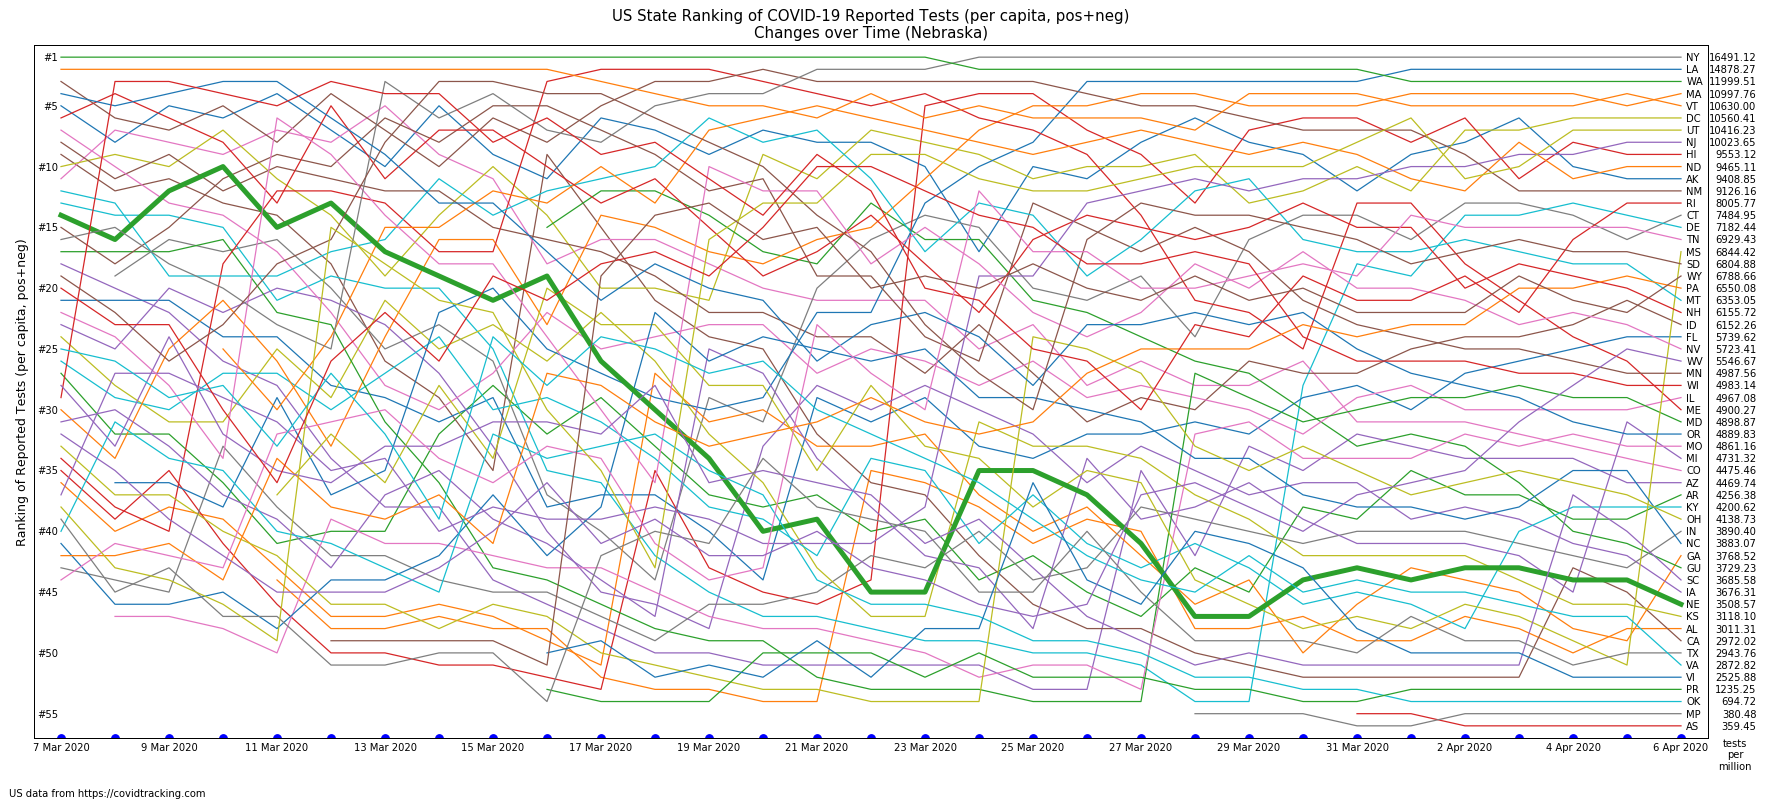 US State Ranking of COVID-19 Reported Tests (per capita, pos+neg)
Changes over Time (Nebraska)
Ranking of Reported Tests (per capita, pos+neg)
#1
#5
#10
#15
#20
#25
#30
#35
#40
#45
#50
#55
NY 16491.12
LA 14878.27
WA 11999.51
MA 10997.76
VT 10630.00
DC 10560.41
UT 10416.23
NJ 10023.65
HI 9553.12
ND 9465.11
AK 9408.85
NM 9126.16
RI 8005.77
CT 7484.95
DE 7182.44
TN 6929.43
MS 6844.42
SD 6804.88
WY 6788.66
PA 6550.08
MT 6353.05
NH 6155.72
ID 6152.26
FL 5739.62
NV 5723.41
WV 5546.67
MN 4987.56
WI 4983.14
IL 4967.08
ME 4900.27
MD 4898.87
OR 4889.83
MO 4861.16
MI 4731.32
CO 4475.46
AZ 4469.74
AR 4256.38
KY 4200.62
OH 4138.73
IN 3890.40
NC 3883.07
GA 3768.52
GU 3729.23
SC 3685.58
IA 3676.31
NE 3508.57
KS 3118.10
AL 3011.31
CA 2972.02
TX 2943.76
VA 2872.82
VI 2525.88
PR 1235.25
OK 694.72
MP 380.48
AS 359.45
7 Mar 2020 9 Mar 2020 11 Mar 2020 13 Mar 2020 15 Mar 2020 17 Mar 2020 19 Mar 2020 21 Mar 2020 23 Mar 2020 25 Mar 2020 27 Mar 2020 29 Mar 2020 31 Mar 2020 2 Apr 2020 4 Apr 2020 6 Apr 2020
tests
per
million
US data from https://covidtracking.com